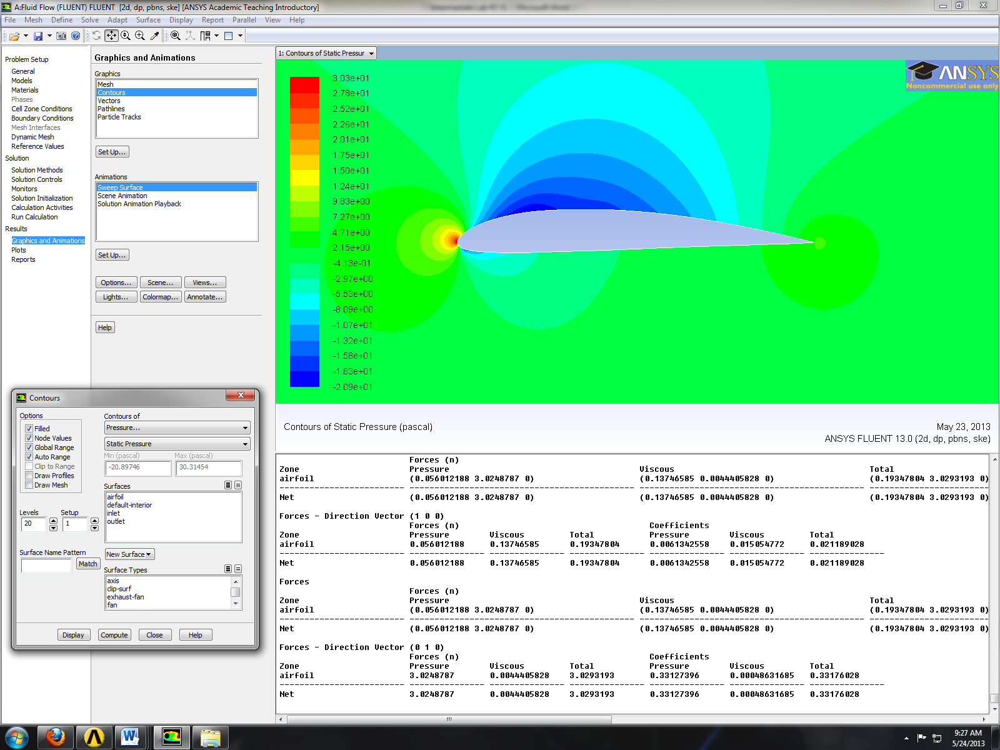 A:Fluid Flow (FLUENT) FLUENT [2d, dp, pbns, ske] [ANSYS Academic Teaching Introductory]
File Mesh Define Solve Adapt Surface Display Report Parallel View Help
Problem Setup
General
Models
Materials
Phases
Cell Zone Conditions
Boundary Conditions
Mesh Interfaces
Dynamic Mesh
Reference Values
Solution
Solution Methods
Solution Controls
Monitors
Solution Initialization
Calculation Activities
Run Calculation
Results
Graphics and Animations
Plots
Reports
Graphics and Animations
Graphics
Mesh
Contours
Vectors
Pathlines
Particle Tracks
Set Up...
Animations
Sweep Surface
Scene Animation
Solution Animation Playback
Set Up...
Options... Scene... Views...
Lights... Colormap... Annotate...
Help
1: Contours of Static Pressur
ANSYS
Noncommercial use only
3.03e+01
2.78e+01
2.52e+01
2.26e+01
2.01e+01
1.75e+01
1.50e+01
1.24e+01
9.83e+00
7.27e+00
4.71e+00
2.15e+00
-4.13e-01
-2.97e+00
-5.53e+00
-8.09e+00
-1.07e+01
-1.32e+01
-1.58e+01
-1.83e+01
-2.09e+01
Contours of Static Pressure (pascal)
May 23, 2013
ANSYS FLUENT 13.0 (2d, dp, pbns, ske)
Contours
Options
Filled
Node Values
Global Range
Auto Range
Clip to Range
Draw Profiles
Draw Mesh
Contours of
Pressure...
Static Pressure
Min (pascal) Max (pascal)
-20.89746 30.31454
Surfaces
airfoil
default-interior
inlet
outlet
Levels Setup
20 1
Surface Name Pattern
Match
New Surface
Surface Types
axis
clip-surf
exhaust-fan
fan
Display Compute Close Help
Forces (n)
Zone Pressure Viscous Total
airfoil (0.056012188 3.0248787 0) (0.13746585 0.0044405828 0) (0.19347804 3.0293193 0)
Net (0.056012188 3.0248787 0) (0.13746585 0.0044405828 0) (0.19347804 3.0293193 0)
Forces - Direction Vector (1 0 0)
Forces (n) Coefficients
Zone Pressure Viscous Total Pressure Viscous Total
airfoil 0.056012188 0.13746585 0.19347804 0.0061342558 0.015054772 0.021189028
Net 0.056012188 0.13746585 0.19347804 0.0061342558 0.015054772 0.021189028
Forces
Forces (n)
Zone Pressure Viscous Total
airfoil (0.056012188 3.0248787 0) (0.13746585 0.0044405828 0) (0.19347804 3.0293193 0)
Net (0.056012188 3.0248787 0) (0.13746585 0.0044405828 0) (0.19347804 3.0293193 0)
Forces - Direction Vector (0 1 0)
Forces (n) Coefficients
Zone Pressure Viscous Total Pressure Viscous Total
airfoil 3.0248787 0.0044405828 3.0293193 0.33127396 0.00048631685 0.33176028
Net 3.0248787 0.0044405828 3.0293193 0.33127396 0.00048631685 0.33176028
9:27 AM
5/24/2013